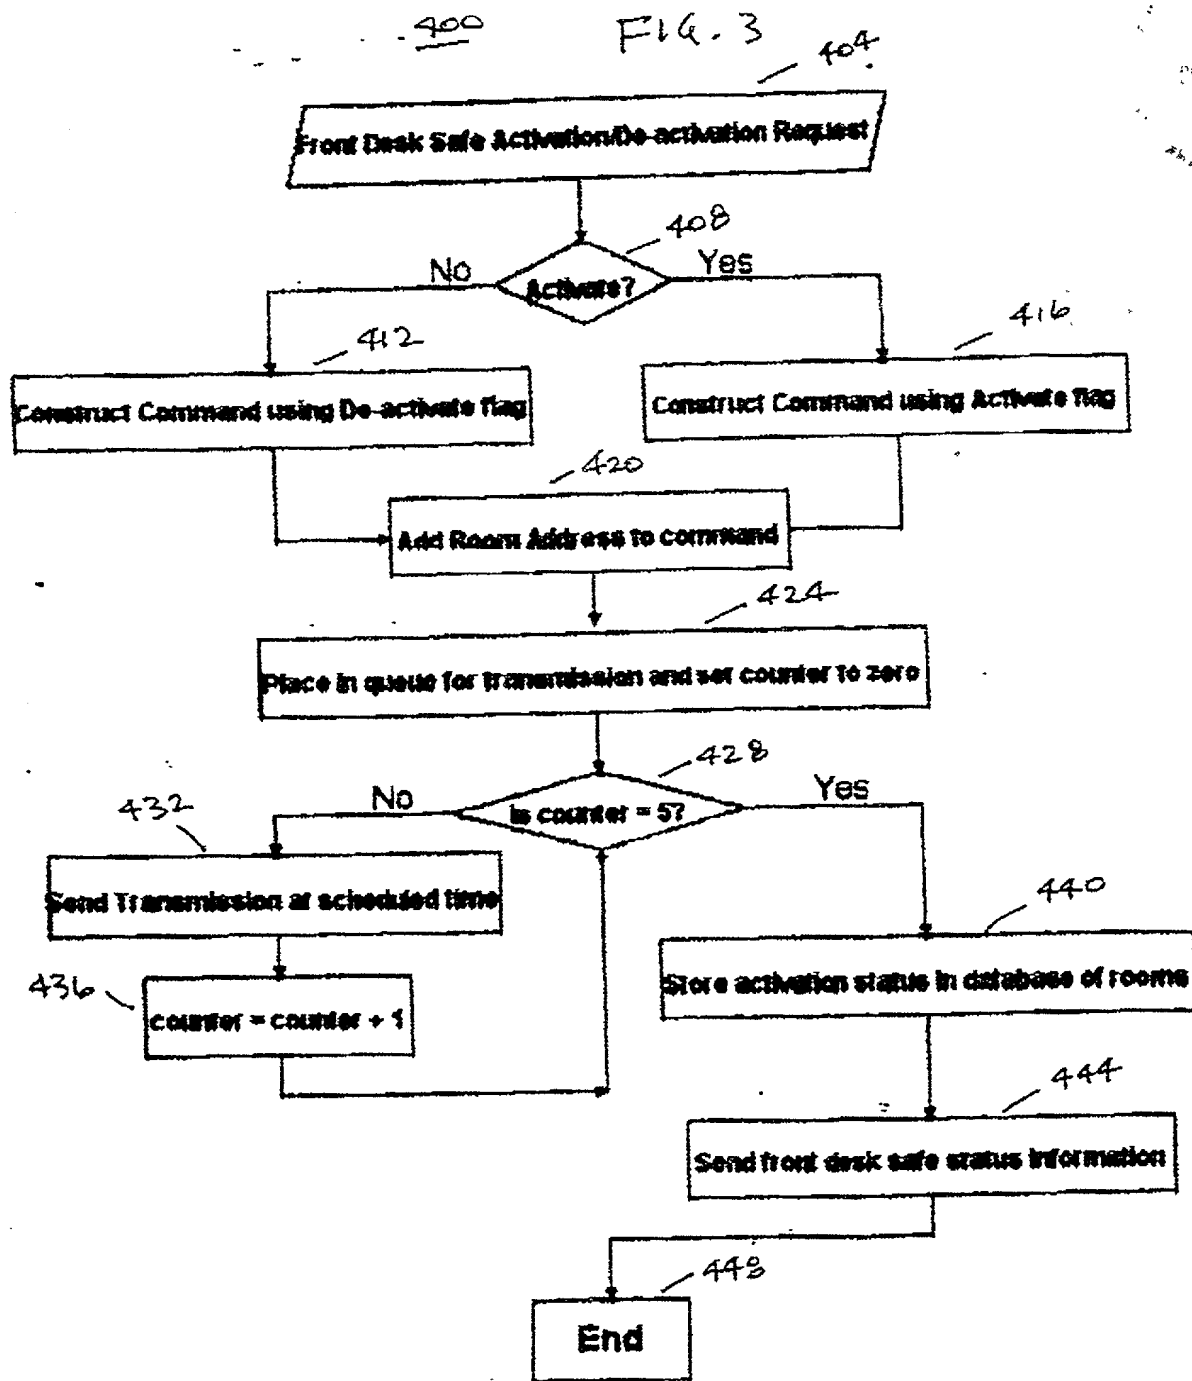 400 FIG. 3
404
Front Desk Safe Activation/De-activation Request
408
No Yes
Activate?
412
416
Construct Command using De-activate flag
Construct Command using Activate flag
420
Add Room Address to command
424
Place in queue for transmission and set counter to zero
428
No Yes
432
Is counter = 5?
Send Transmission at scheduled time
440
436
Store activation status in database of rooms
counter = counter + 1
444
Send front desk safe status information
448
End